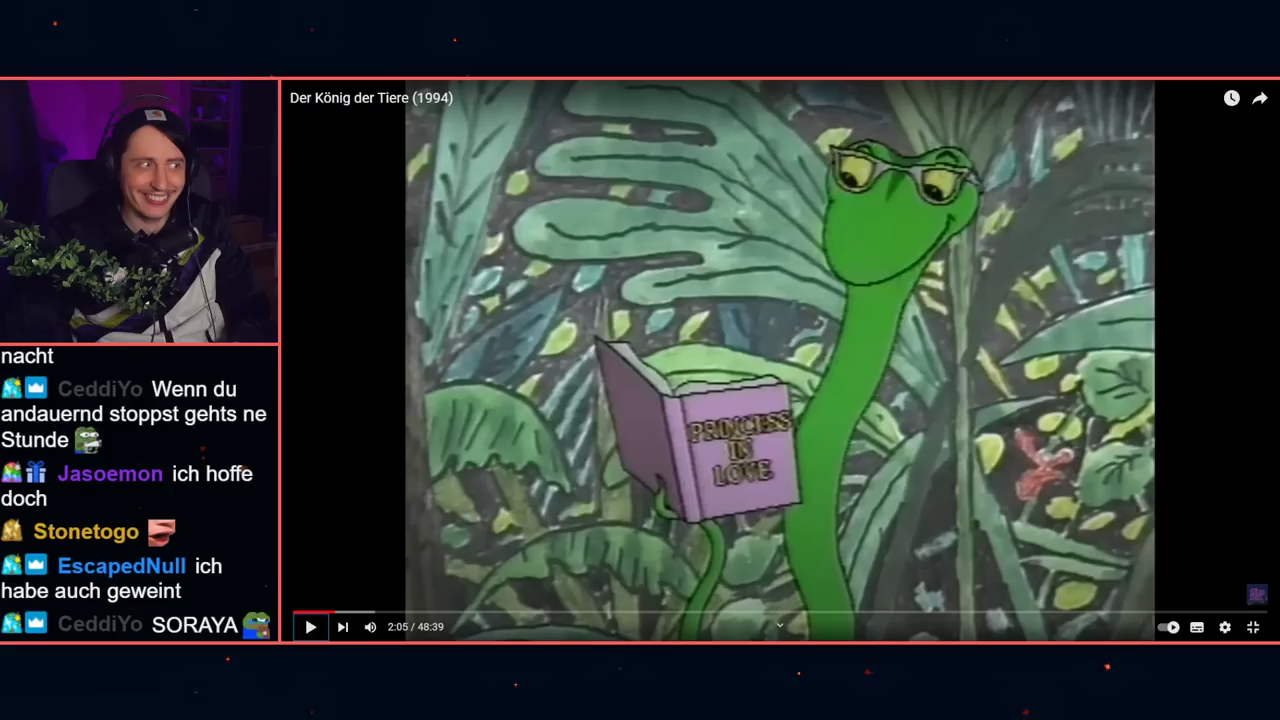 Der König der Tiere (1994)
PRINCESS
IN
LOVE
nacht
CeddiYo Wenn du
andauernd stoppst gehts ne
Stunde
Jasoemon ich hoffe
doch
Stonetogo
EscapedNull ich
habe auch geweint
CeddiYo SORAYA
2:05 / 48:39